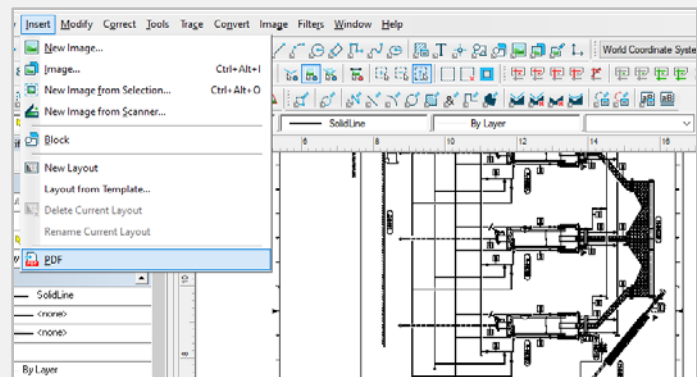 Insert Modify Correct Tools Trace Convert Image Filters Window Help
New Image...
Image... Ctrl+Alt+I
New Image from Selection... Ctrl+Alt+O
New Image from Scanner...
World Coordinate Syste
Block
SolidLine By Layer
New Layout
6 8 10 12 14 16
Layout from Template...
Delete Current Layout
Rename Current Layout
PDF
SolidLine
<none>
<none>
By Layer